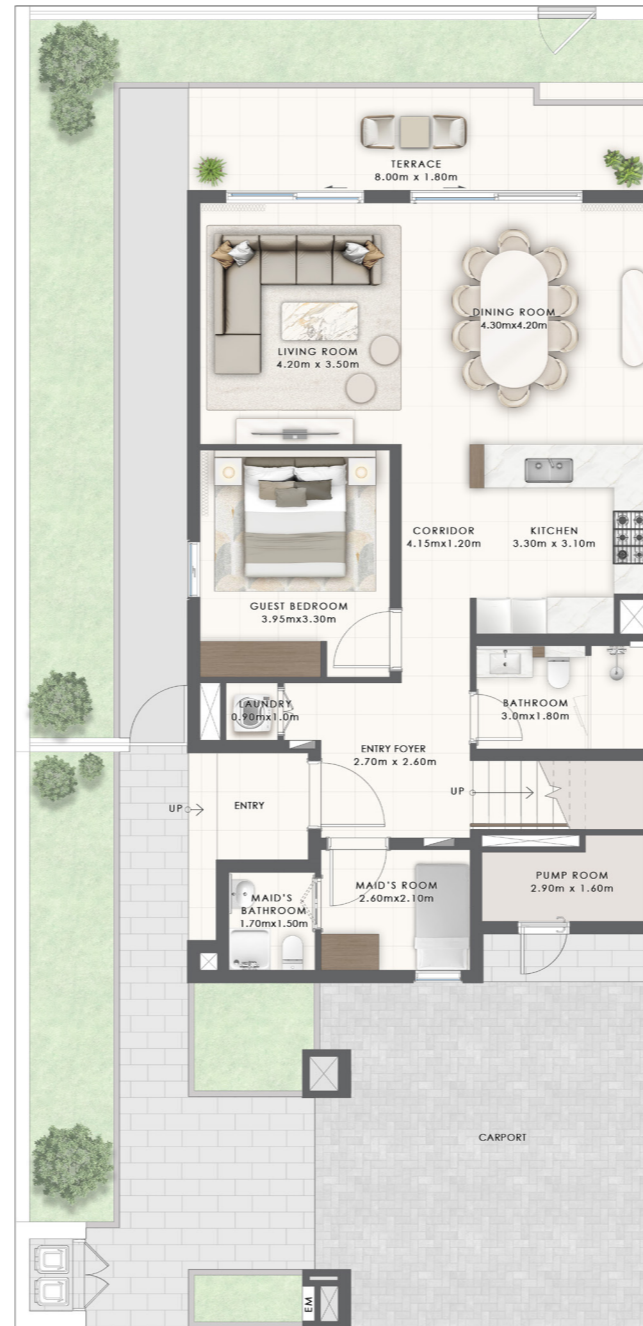 TERRACE
8.00m x 1.80m
DINING ROOM
4.30mx4.20m
LIVING ROOM
4.20m x 3.50m
CORRIDOR
4.15mx1.20m
KITCHEN
3.30m x 3.10m
GUEST BEDROOM
3.95mx3.30m
LAUNDRY
0.90mx1.0m
BATHROOM
3.0mx1.80m
ENTRY FOYER
2.70m x 2.60m
UP
ENTRY
UP
MAID'S
BATHROOM
1.70mx1.50m
MAID'S ROOM
2.60mx2.10m
PUMP ROOM
2.90m x 1.60m
CARPORT
EM